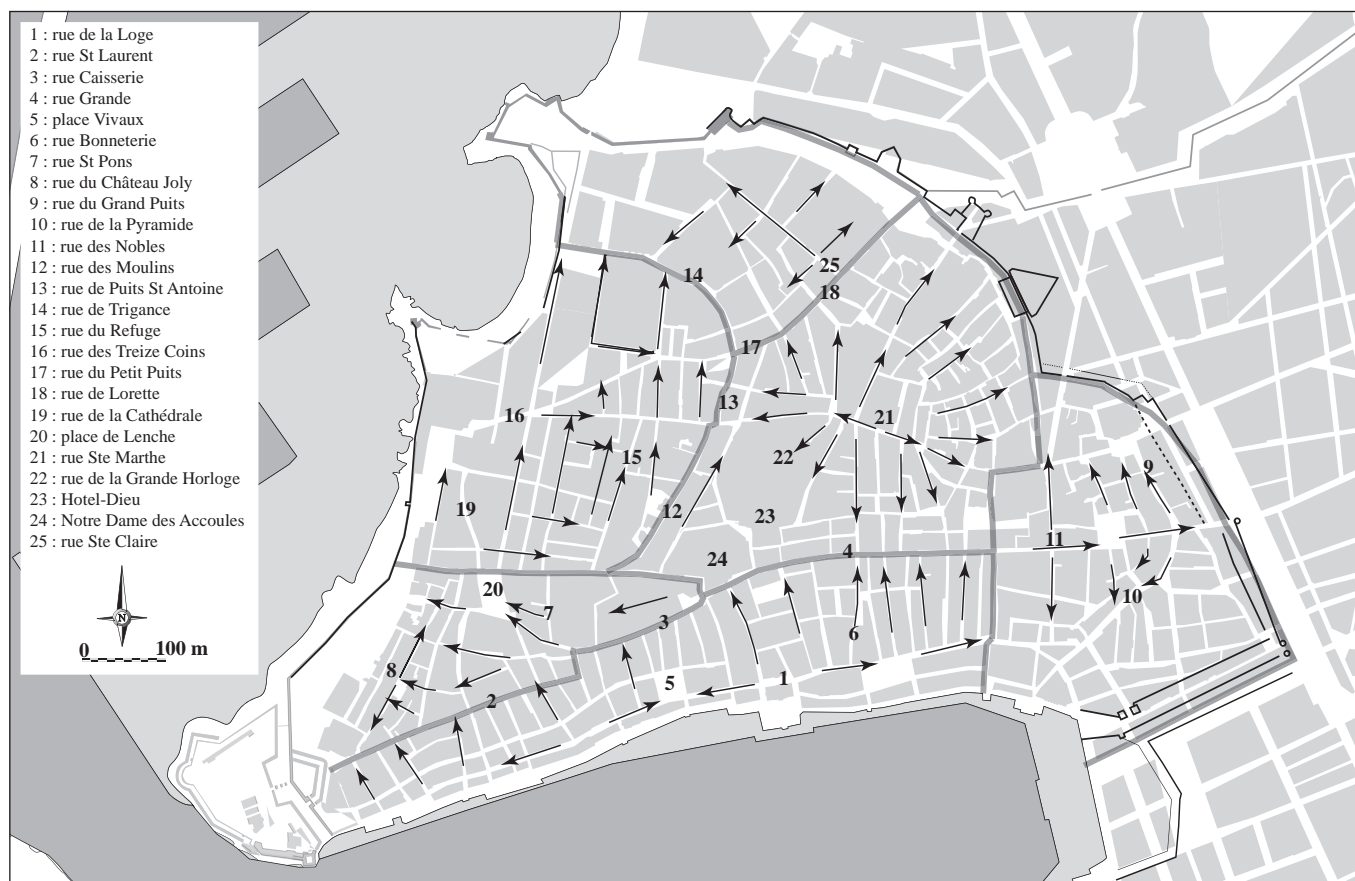 1 : rue de la Loge
2 : rue St Laurent
3 : rue Caisserie
4 : rue Grande
5 : place Vivaux
6 : rue Bonneterie
7 : rue St Pons
8 : rue du Château Joly
9 : rue du Grand Puits
10 : rue de la Pyramide
11 : rue des Nobles
12 : rue des Moulins
13 : rue de Puits St Antoine
14 : rue de Trigance
15 : rue du Refuge
16 : rue des Treize Coins
17 : rue du Petit Puits
18 : rue de Lorette
19 : rue de la Cathédrale
20 : place de Lenche
21 : rue Ste Marthe
22 : rue de la Grande Horloge
23 : Hotel-Dieu
24 : Notre Dame des Accoules
25 : rue Ste Claire
N
0 100 m
25
14
18
17
13
16
21
22
15
9
19
12
23
11
4
24
20
10
7
3
6
8
5
1
2